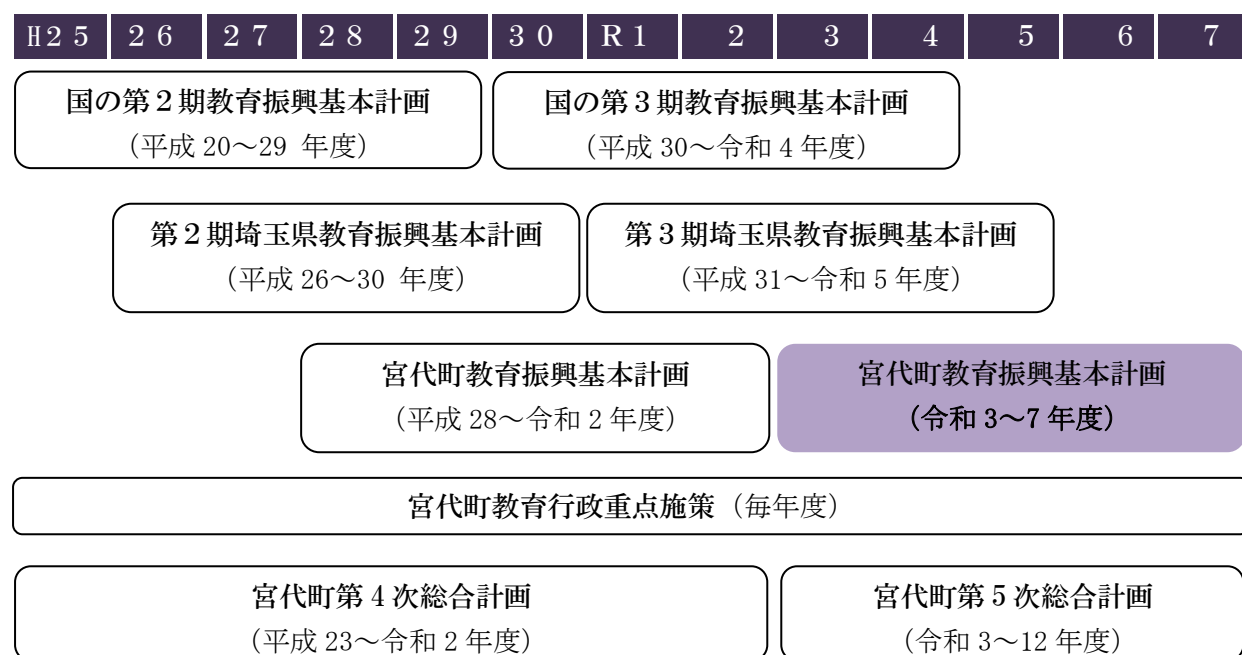 H25 26 27 28 29 30 R1 2 3 4 5 6 7
国の第2期教育振興基本計画 国の第3期教育振興基本計画
（平成 20～29 年度） （平成 30～令和 4 年度）
第2期埼玉県教育振興基本計画 第3期埼玉県教育振興基本計画
（平成 26～30 年度） （平成 31～令和 5 年度）
宮代町教育振興基本計画 宮代町教育振興基本計画
（平成 28～令和 2 年度） （令和 3～7 年度）
宮代町教育行政重点施策（毎年度）
宮代町第 4 次総合計画 宮代町第 5 次総合計画
（平成 23～令和 2 年度） （令和 3～12 年度）